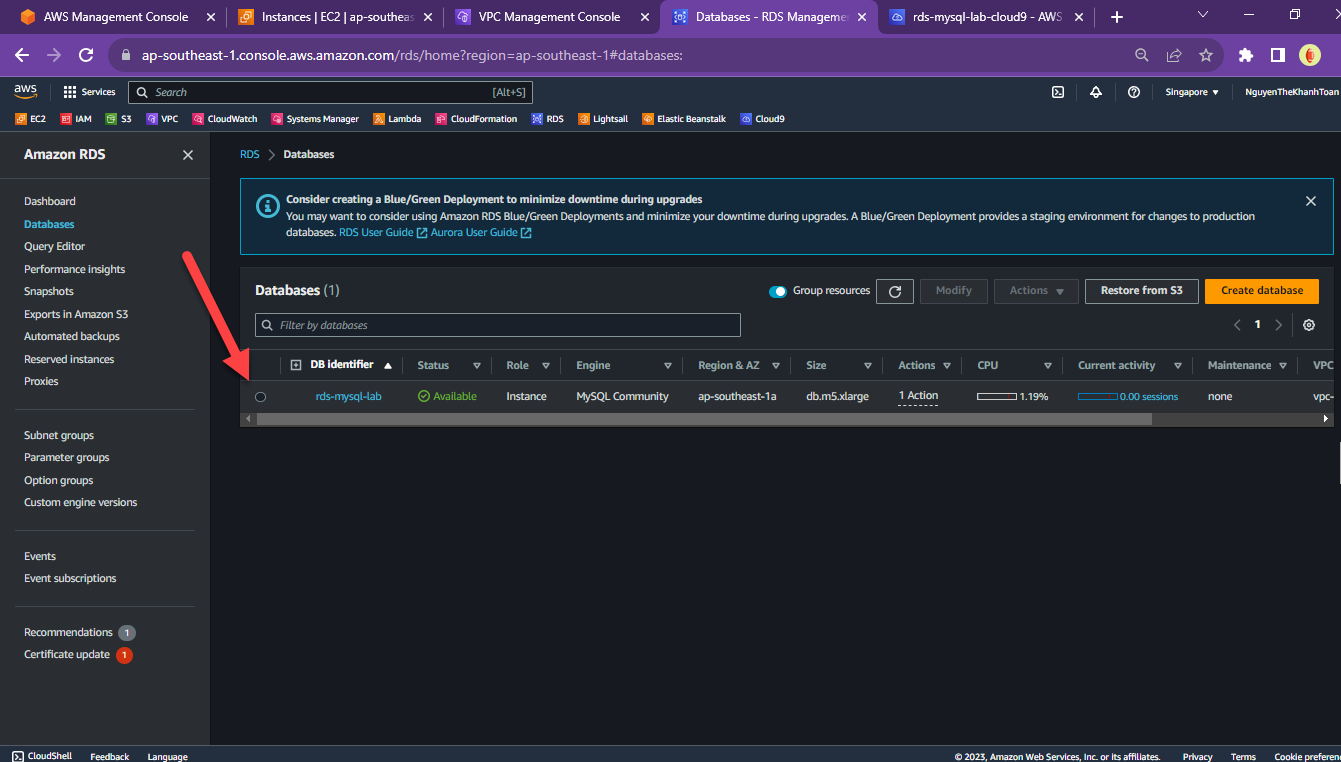 AWS Management Console
Instances | EC2 | ap-southeas
VPC Management Console
Databases - RDS Manageme
rds-mysql-lab-cloud9 - AWS
ap-southeast-1.console.aws.amazon.com/rds/home?region=ap-southeast-1#databases:
aws
Services
Search
[Alt+S]
Singapore
NguyenTheKhanhToan
EC2
IAM
S3
VPC
CloudWatch
Systems Manager
Lambda
CloudFormation
RDS
Lightsail
Elastic Beanstalk
Cloud9
Amazon RDS
Dashboard
Databases
Query Editor
Performance insights
Snapshots
Exports in Amazon S3
Automated backups
Reserved instances
Proxies
Subnet groups
Parameter groups
Option groups
Custom engine versions
Events
Event subscriptions
Recommendations 1
Certificate update 1
RDS > Databases
Consider creating a Blue/Green Deployment to minimize downtime during upgrades
You may want to consider using Amazon RDS Blue/Green Deployments and minimize your downtime during upgrades. A Blue/Green Deployment provides a staging environment for changes to production
databases. RDS User Guide Aurora User Guide
Databases (1)
Group resources
Modify
Actions
Restore from S3
Create database
Filter by databases
1
DB identifier Status Role Engine Region & AZ Size Actions CPU Current activity Maintenance VPC
rds-mysql-lab Available Instance MySQL Community ap-southeast-1a db.m5.xlarge 1 Action 1.19% 0.00 sessions none vpc-
CloudShell Feedback Language
© 2023, Amazon Web Services, Inc. or its affiliates. Privacy Terms Cookie preferen